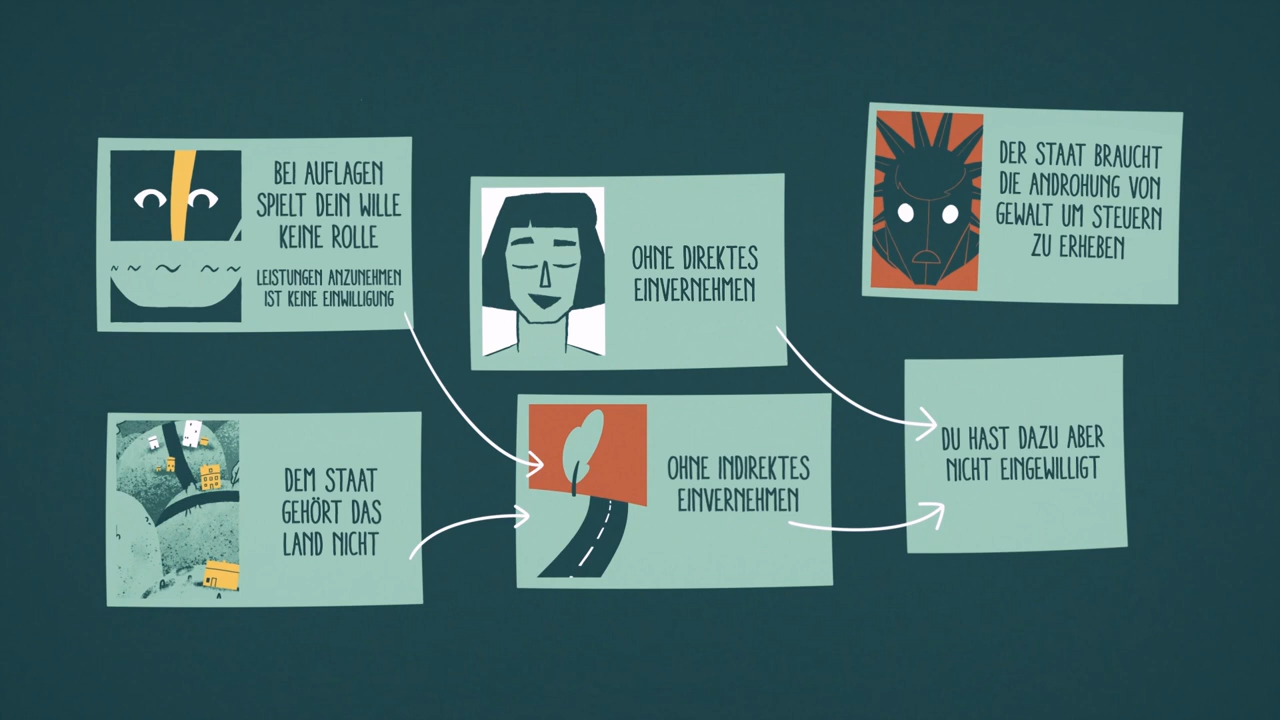 BEI AUFLAGEN
SPIELT DEIN WILLE
KEINE ROLLE
LEISTUNGEN ANZUNEHMEN
IST KEINE EINWILLIGUNG
OHNE DIREKTES
EINVERNEHMEN
DER STAAT BRAUCHT
DIE ANDROHUNG VON
GEWALT UM STEUERN
ZU ERHEBEN
DEM STAAT
GEHÖRT DAS
LAND NICHT
OHNE INDIREKTES
EINVERNEHMEN
DU HAST DAZU ABER
NICHT EINGEWILLIGT